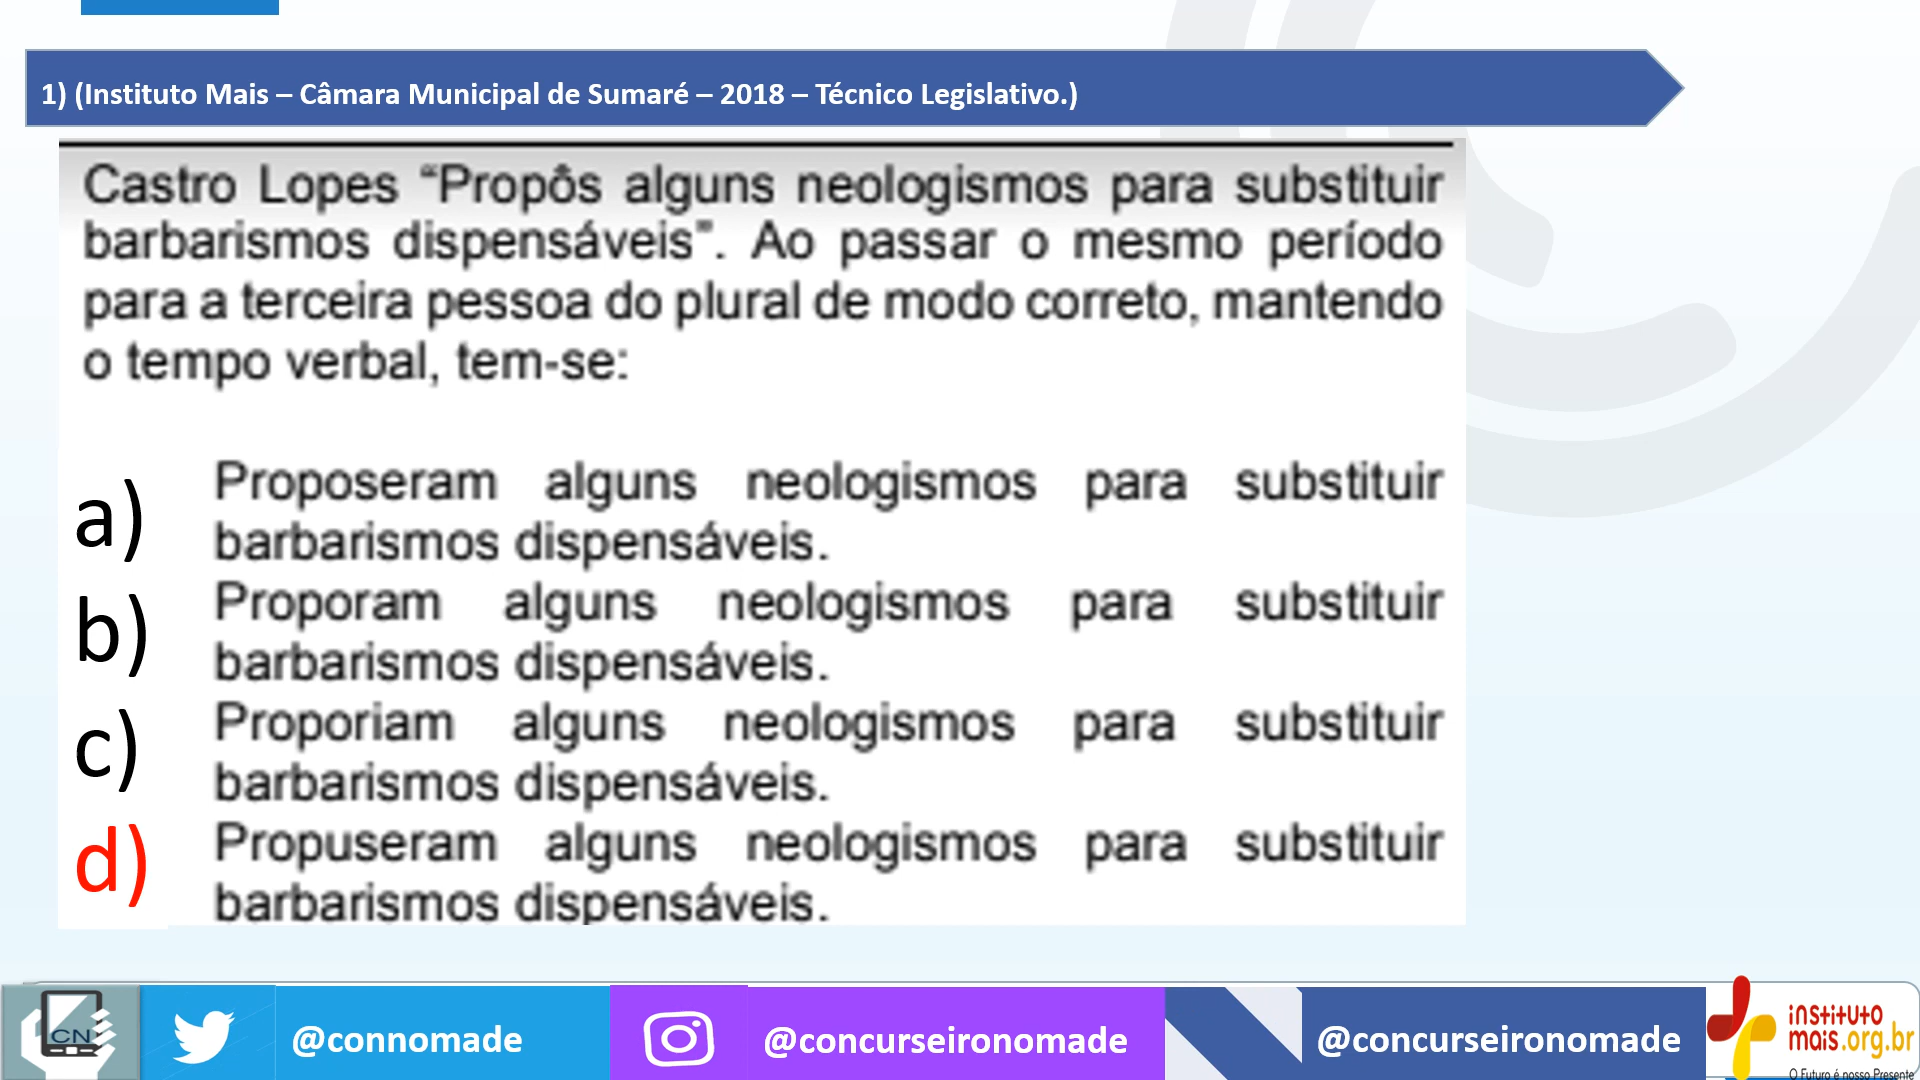 1) (Instituto Mais – Câmara Municipal de Sumaré – 2018 – Técnico Legislativo.)
Castro Lopes “Propôs alguns neologismos para substituir
barbarismos dispensáveis”. Ao passar o mesmo período
para a terceira pessoa do plural de modo correto, mantendo
o tempo verbal, tem-se:
a) Proposeram alguns neologismos para substituir
barbarismos dispensáveis.
b) Proporam alguns neologismos para substituir
barbarismos dispensáveis.
c) Proporiam alguns neologismos para substituir
barbarismos dispensáveis.
d) Propuseram alguns neologismos para substituir
barbarismos dispensáveis.
CN
@connomade
@concurseironomade
@concurseironomade
instituto
mais.org.br
O Futuro é nosso Presente